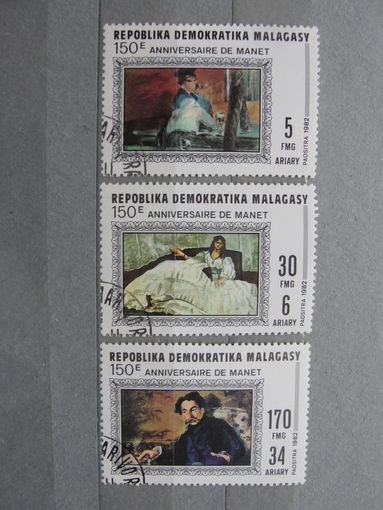 REPOBLIKA DEMOKRATIKA MALAGASY
150E ANNIVERSAIRE DE MANET
5
FMG
ARIARY
PAOSITRA 1982
REPOBLIKA DEMOKRATIKA MALAGASY
150E ANNIVERSAIRE DE MANET
30
FMG
6
ARIARY
PAOSITRA 1982
REPOBLIKA DEMOKRATIKA MALAGASY
150E ANNIVERSAIRE DE MANET
170
FMG
34
ARIARY
PAOSITRA 1982